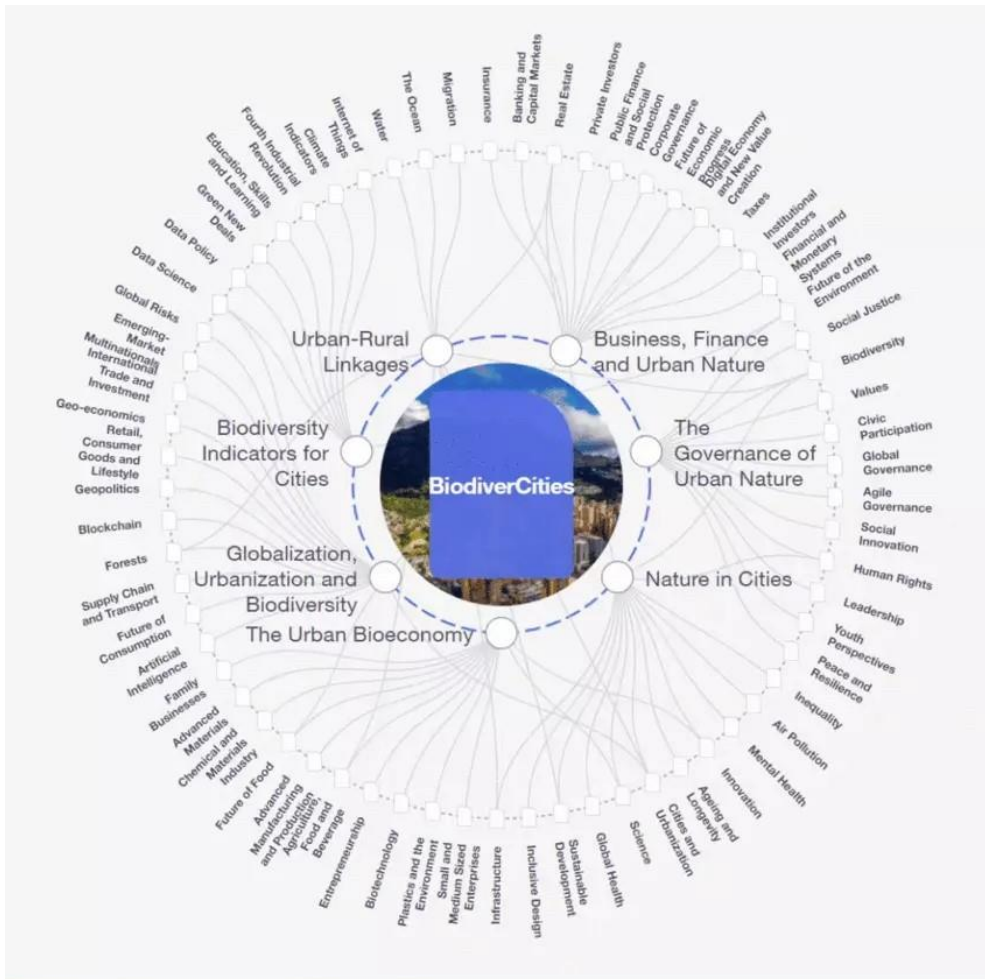 BiodiverCities
Urban-Rural
Linkages
Business, Finance
and Urban Nature
Biodiversity
Indicators for
Cities
The
Governance of
Urban Nature
Globalization,
Urbanization and
Biodiversity
Nature in Cities
The Urban Bioeconomy
Insurance
Banking and
Capital Markets
Real Estate
Private Investors
Public Finance
and Social
Protection
Corporate
Governance
Future of
Economic
Progress
Digital Economy
and New Value
Creation
Taxes
Institutional
Investors
Financial and
Monetary
Systems
Future of the
Environment
Social Justice
Biodiversity
Values
Civic
Participation
Global
Governance
Agile
Governance
Social
Innovation
Human Rights
Leadership
Youth
Perspectives
Peace and
Resilience
Inequality
Air Pollution
Mental Health
Innovation
Ageing and
Longevity
Cities and
Urbanization
Science
Global Health
Sustainable
Development
Inclusive Design
Infrastructure
Small and
Medium Sized
Enterprises
Plastics and the
Environment
Biotechnology
Entrepreneurship
Agriculture,
Food and
Beverage
Advanced
Manufacturing
and Production
Future of Food
Chemical and
Materials
Industry
Advanced
Materials
Family
Businesses
Artificial
Intelligence
Future of
Consumption
Supply Chain
and Transport
Forests
Blockchain
Geopolitics
Retail,
Consumer
Goods and
Lifestyle
Geo-economics
International
Trade and
Investment
Emerging-
Market
Multinationals
Global Risks
Data Science
Data Policy
Green New
Deals
Education, Skills
and Learning
Fourth Industrial
Revolution
Climate
Indicators
Internet of
Things
Water
The Ocean
Migration